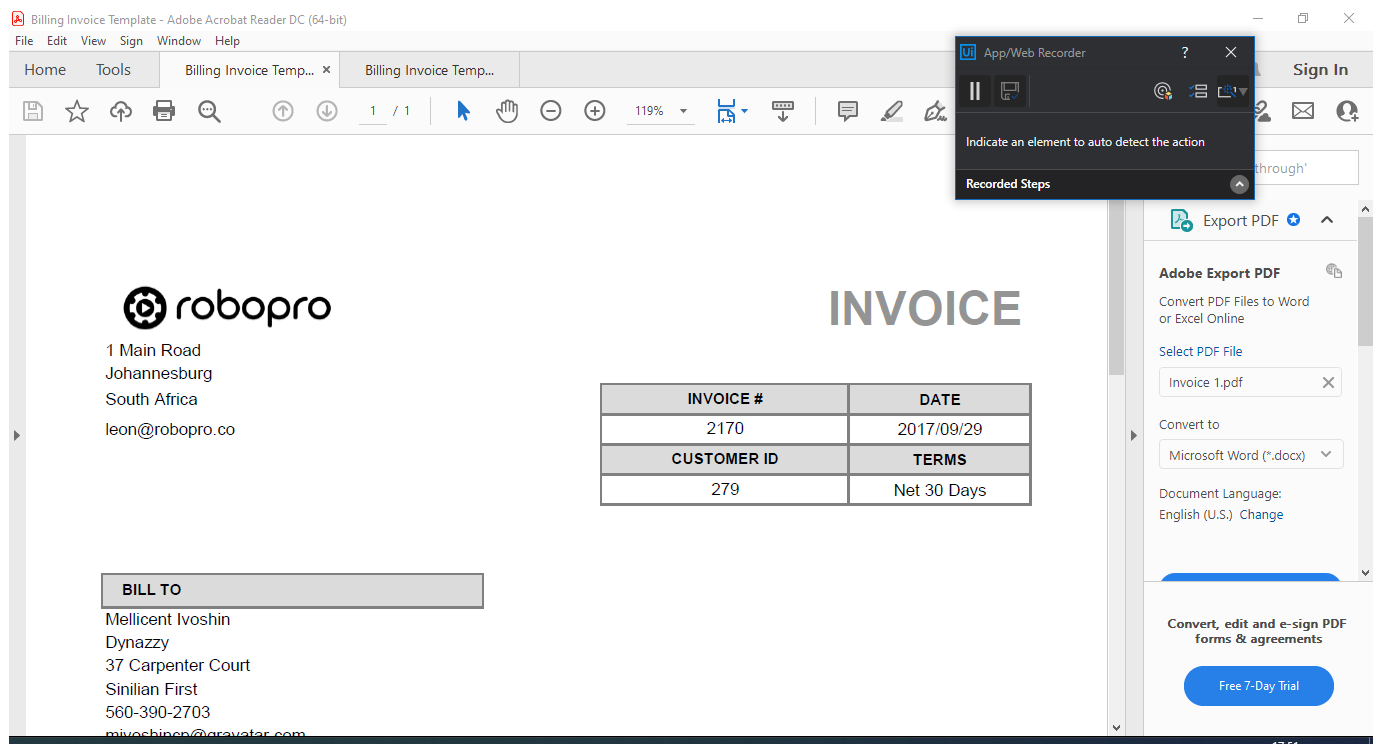 Billing Invoice Template - Adobe Acrobat Reader DC (64-bit)
File Edit View Sign Window Help
Home Tools Billing Invoice Temp... × Billing Invoice Temp... Sign In
1 / 1 119%
Ui App/Web Recorder ?
Indicate an element to auto detect the action
Recorded Steps
through'
Export PDF
Adobe Export PDF
Convert PDF Files to Word
or Excel Online
Select PDF File
Invoice 1.pdf
Convert to
Microsoft Word (*.docx)
Document Language:
English (U.S.) Change
Convert, edit and e-sign PDF
forms & agreements
Free 7-Day Trial
robopro
INVOICE
1 Main Road
Johannesburg
South Africa
leon@robopro.co
INVOICE # DATE
2170 2017/09/29
CUSTOMER ID TERMS
279 Net 30 Days
BILL TO
Mellicent Ivoshin
Dynazzy
37 Carpenter Court
Sinilian First
560-390-2703